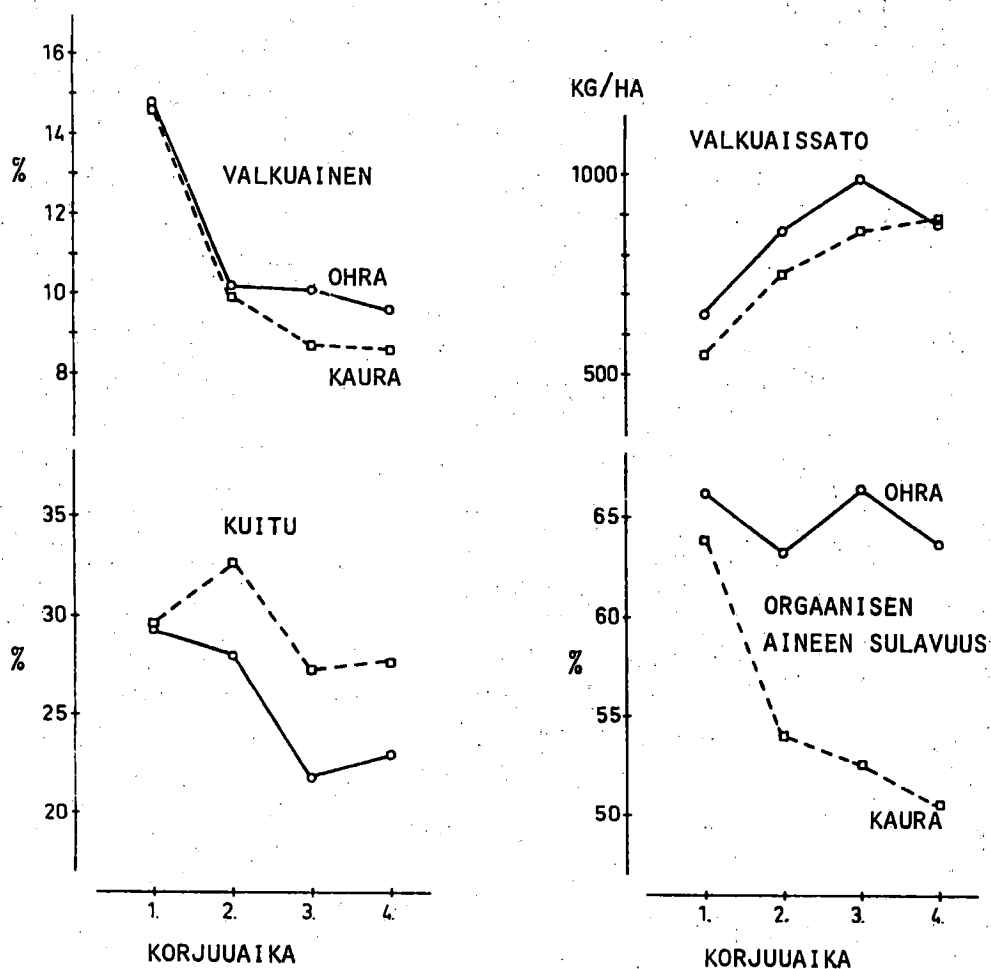 16
14
%
VALKUAINEN
12
10
OHRA
8
KAURA
KG/HA
VALKUAISSATO
1000
500
35
KUITU
30
%
25
20
1. 2. 3. 4.
KORJUUAIKA
OHRA
65
60
ORGAANISEN
AINEEN SULAVUUS
%
55
50
KAURA
1. 2. 3. 4.
KORJUUAIKA